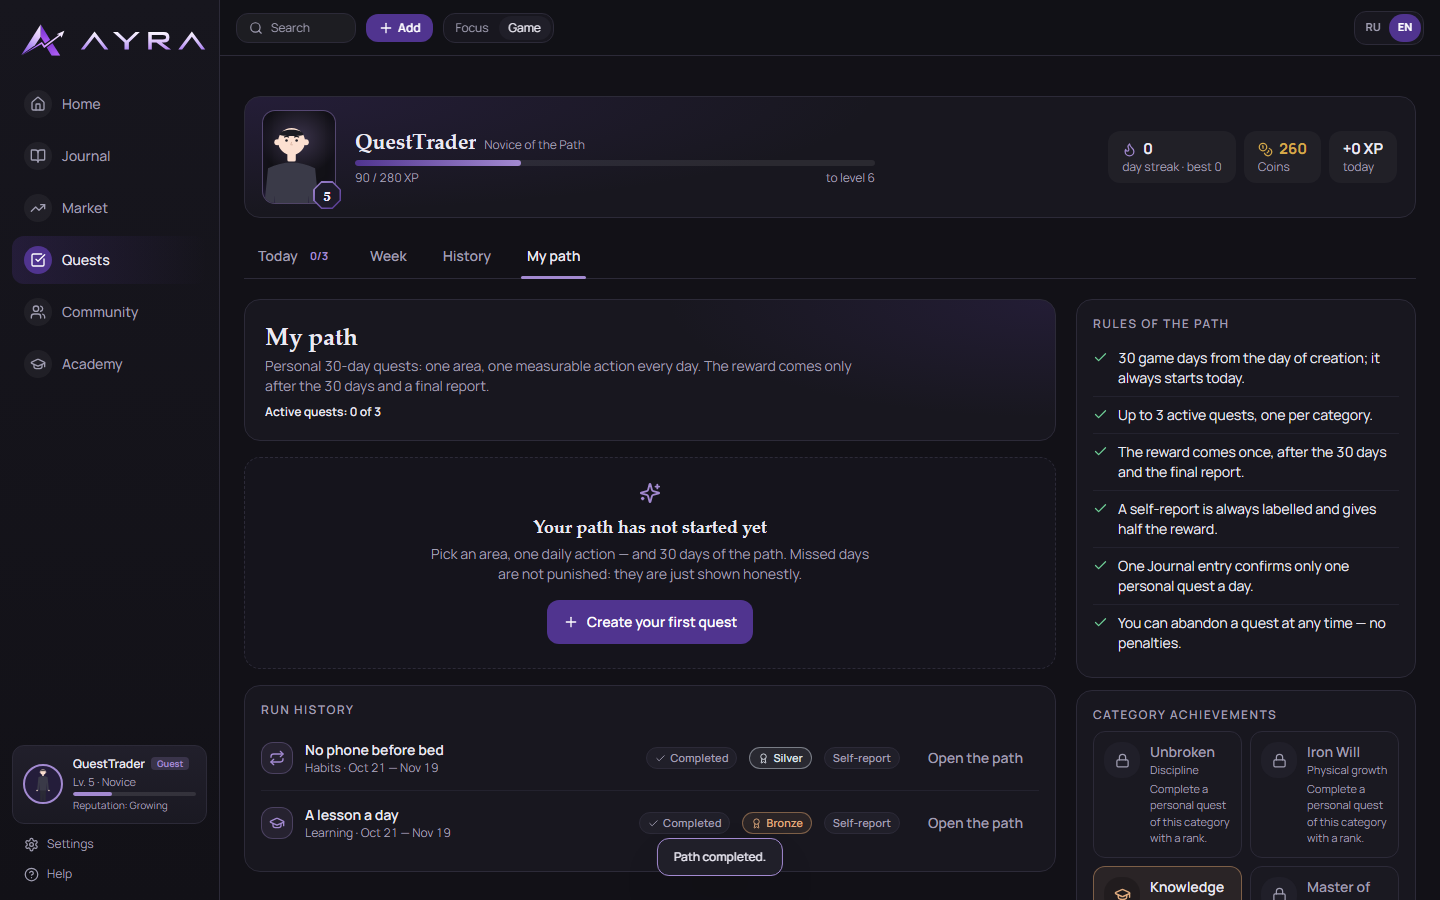 AYRA
Search
Add
Focus
Game
RU
EN
Home
Journal
Market
Quests
Community
Academy
QuestTrader
Novice of the Path
90 / 280 XP
to level 6
5
0
day streak · best 0
260
Coins
+0 XP
today
Today
0/3
Week
History
My path
My path
Personal 30-day quests: one area, one measurable action every day. The reward comes only
after the 30 days and a final report.
Active quests: 0 of 3
Your path has not started yet
Pick an area, one daily action — and 30 days of the path. Missed days
are not punished: they are just shown honestly.
Create your first quest
RUN HISTORY
No phone before bed
Habits · Oct 21 — Nov 19
Completed
Silver
Self-report
Open the path
A lesson a day
Learning · Oct 21 — Nov 19
Completed
Bronze
Self-report
Open the path
Path completed.
RULES OF THE PATH
30 game days from the day of creation; it
always starts today.
Up to 3 active quests, one per category.
The reward comes once, after the 30 days
and the final report.
A self-report is always labelled and gives
half the reward.
One Journal entry confirms only one
personal quest a day.
You can abandon a quest at any time — no
penalties.
CATEGORY ACHIEVEMENTS
Unbroken
Discipline
Complete a
personal quest
of this category
with a rank.
Iron Will
Physical growth
Complete a
personal quest
of this category
with a rank.
Knowledge
Master of
QuestTrader
Guest
Lv. 5 · Novice
Reputation: Growing
Settings
Help